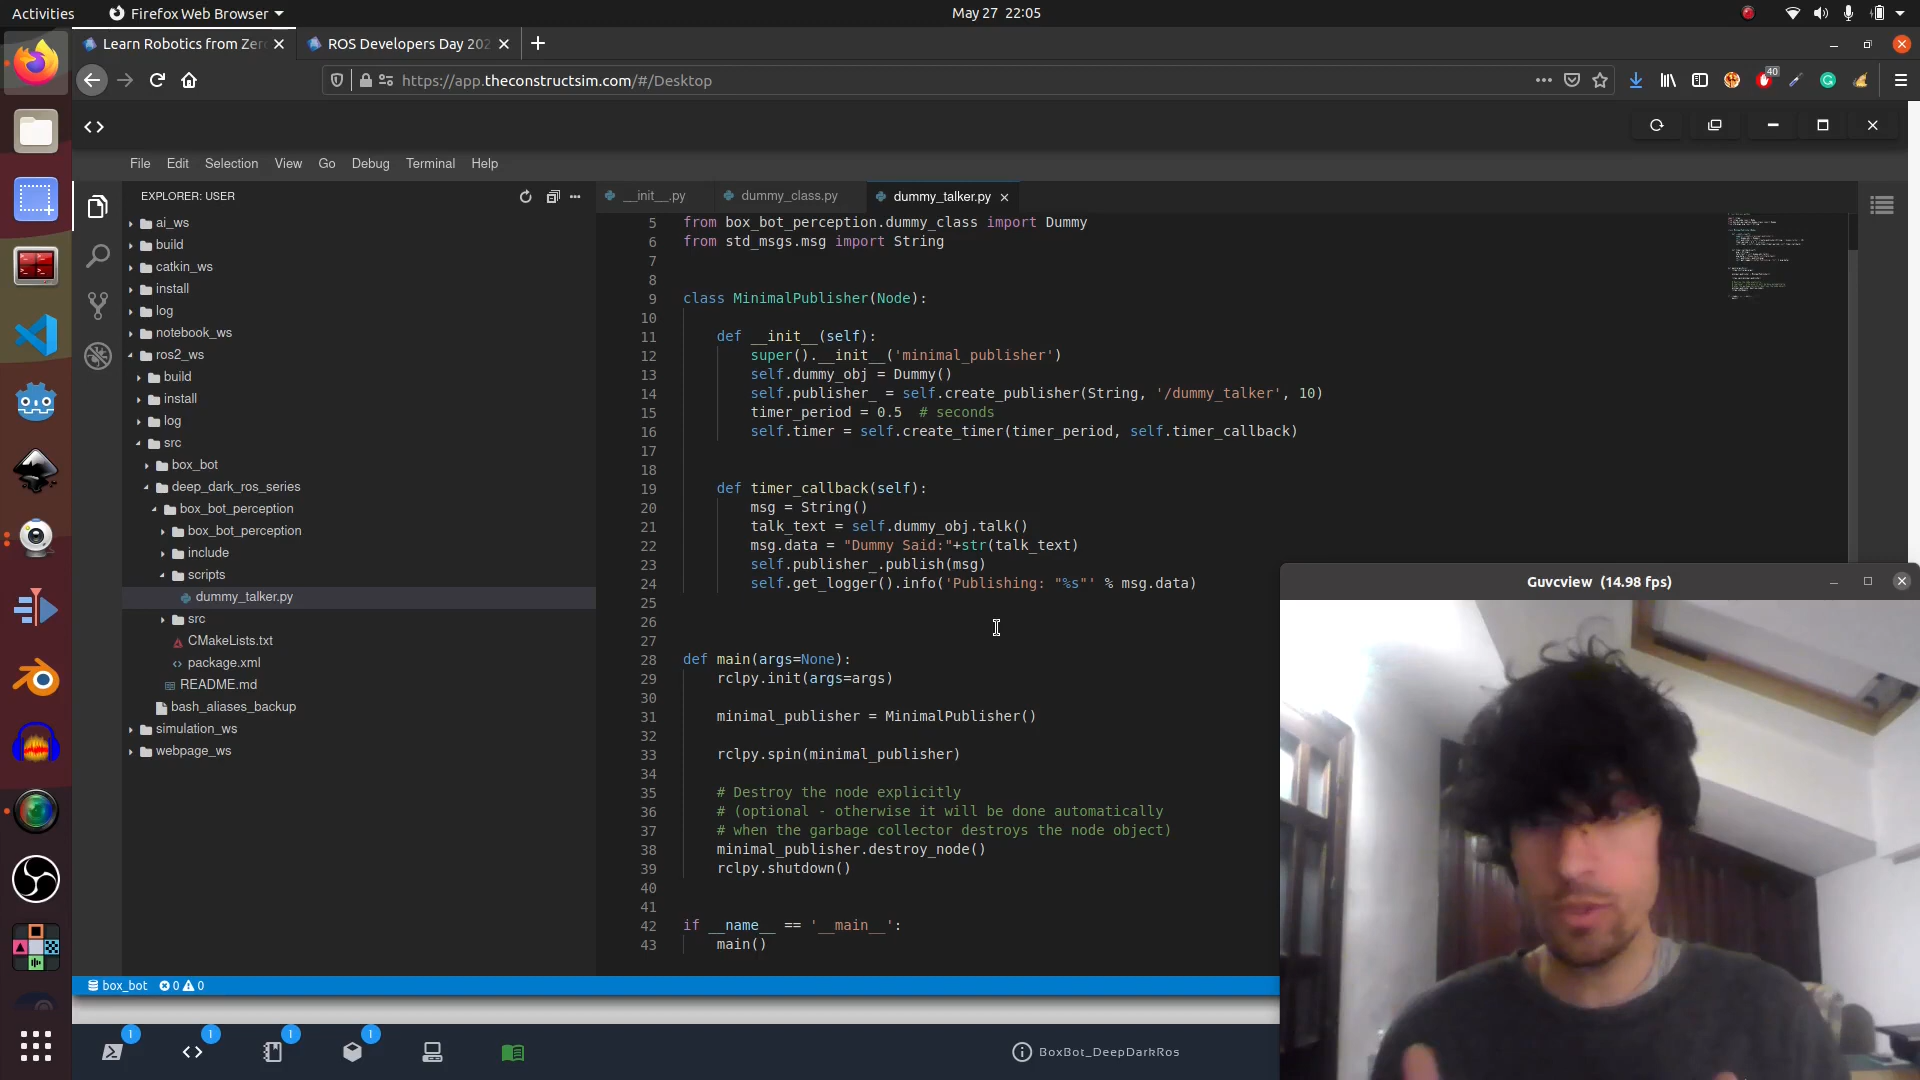 Activities
Firefox Web Browser
May 27 22:05
Learn Robotics from Zer
ROS Developers Day 202
https://app.theconstructsim.com/#/Desktop
40
File Edit Selection View Go Debug Terminal Help
EXPLORER: USER
ai_ws
build
catkin_ws
install
log
notebook_ws
ros2_ws
build
install
log
src
box_bot
deep_dark_ros_series
box_bot_perception
box_bot_perception
include
scripts
dummy_talker.py
src
CMakeLists.txt
package.xml
README.md
bash_aliases_backup
simulation_ws
webpage_ws
__init__.py
dummy_class.py
dummy_talker.py
5 from box_bot_perception.dummy_class import Dummy
6 from std_msgs.msg import String
7
8
9 class MinimalPublisher(Node):
10
11 def __init__(self):
12 super().__init__('minimal_publisher')
13 self.dummy_obj = Dummy()
14 self.publisher_ = self.create_publisher(String, '/dummy_talker', 10)
15 timer_period = 0.5  # seconds
16 self.timer = self.create_timer(timer_period, self.timer_callback)
17
18
19 def timer_callback(self):
20 msg = String()
21 talk_text = self.dummy_obj.talk()
22 msg.data = "Dummy Said:"+str(talk_text)
23 self.publisher_.publish(msg)
24 self.get_logger().info('Publishing: "%s"' % msg.data)
25
26
27
28 def main(args=None):
29 rclpy.init(args=args)
30
31 minimal_publisher = MinimalPublisher()
32
33 rclpy.spin(minimal_publisher)
34
35 # Destroy the node explicitly
36 # (optional - otherwise it will be done automatically
37 # when the garbage collector destroys the node object)
38 minimal_publisher.destroy_node()
39 rclpy.shutdown()
40
41
42 if __name__ == '__main__':
43 main()
Guvcview (14.98 fps)
box_bot 0 0
1
1
1
1
BoxBot_DeepDarkRos